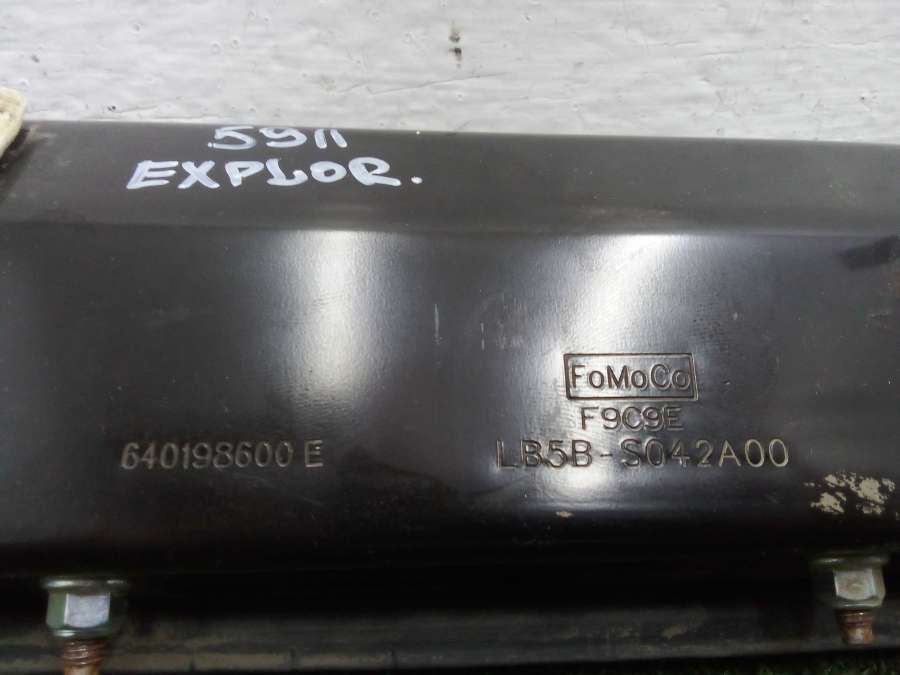 5911
EXPLOR.
FoMoCo
F9C9E
640198600 E
LB5B-S042A00